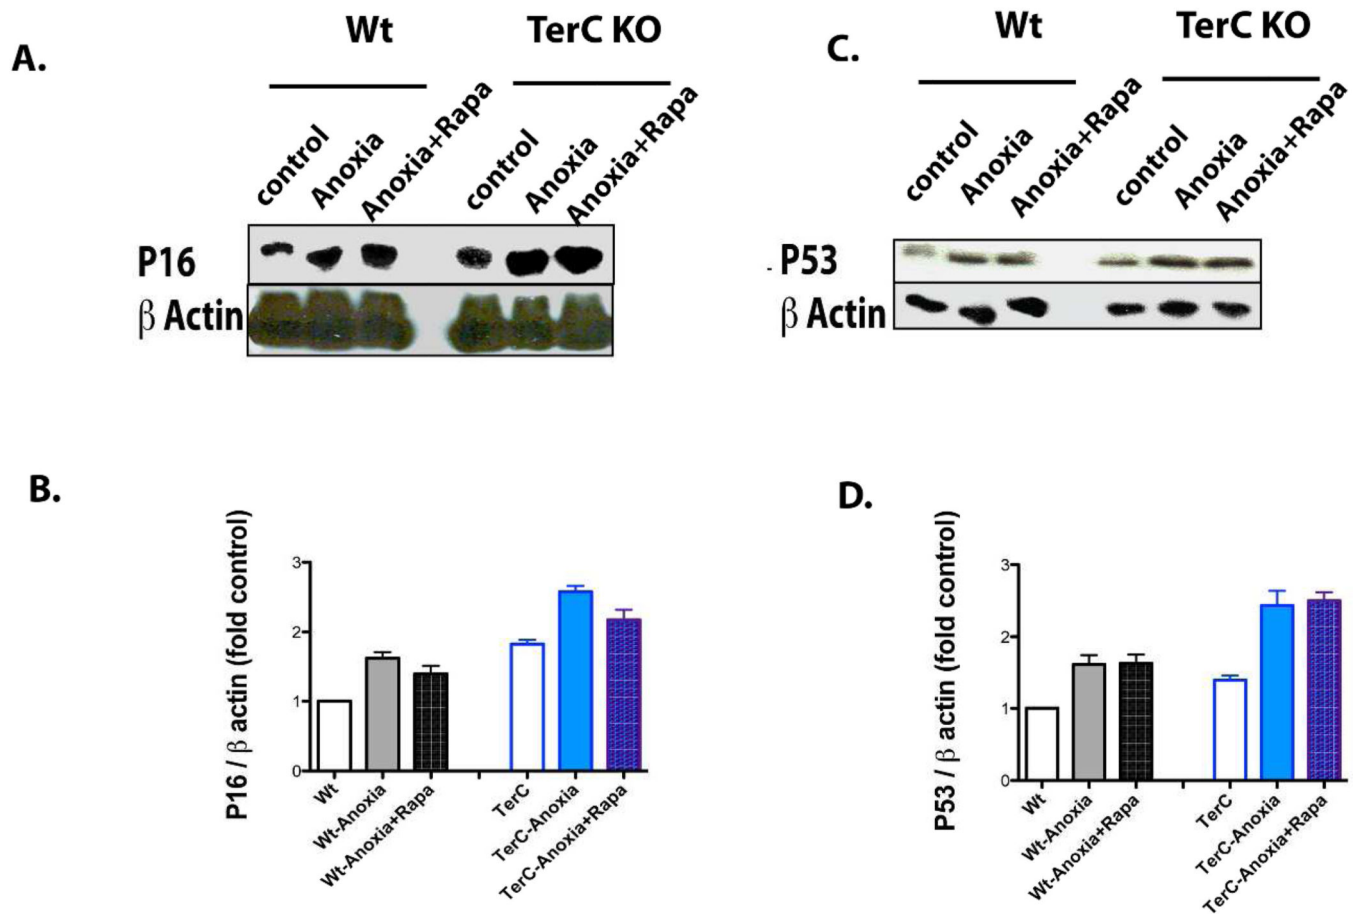 A.
Wt
TerC KO
control
Anoxia
Anoxia+Rapa
control
Anoxia
Anoxia+Rapa
P16
β Actin
B.
P16 / β actin (fold control)
3
2
1
0
Wt
Wt-Anoxia
Wt-Anoxia+Rapa
TerC
TerC-Anoxia
TerC-Anoxia+Rapa
C.
Wt
TerC KO
control
Anoxia
Anoxia+Rapa
control
Anoxia
Anoxia+Rapa
- P53
β Actin
D.
P53 / β actin (fold control)
3
2
1
0
Wt
Wt-Anoxia
Wt-Anoxia+Rapa
TerC
TerC-Anoxia
TerC-Anoxia+Rapa